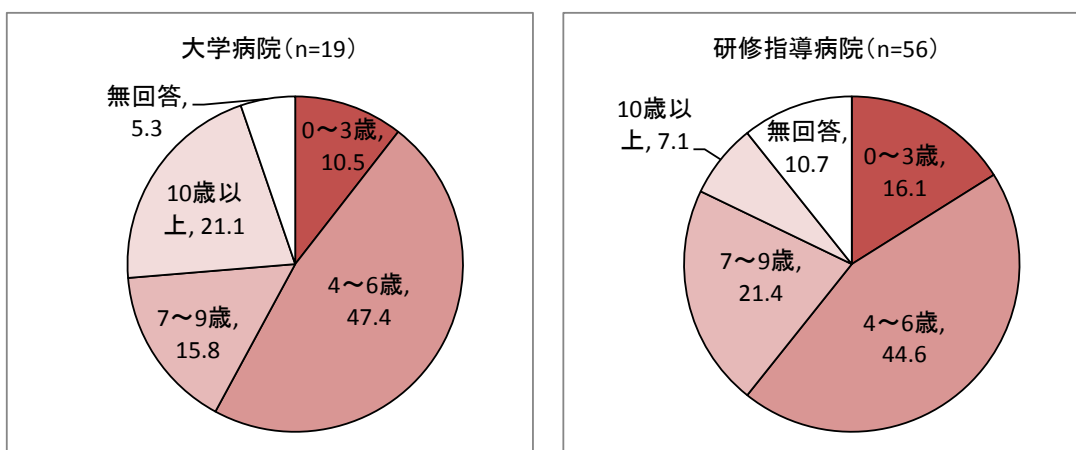 大学病院（n=19）
無回答,
5.3
0～3歳,
10.5
10歳以
上, 21.1
4～6歳,
47.4
7～9歳,
15.8
研修指導病院（n=56）
10歳以
上, 7.1
無回答,
10.7
0～3歳,
16.1
7～9歳,
21.4
4～6歳,
44.6